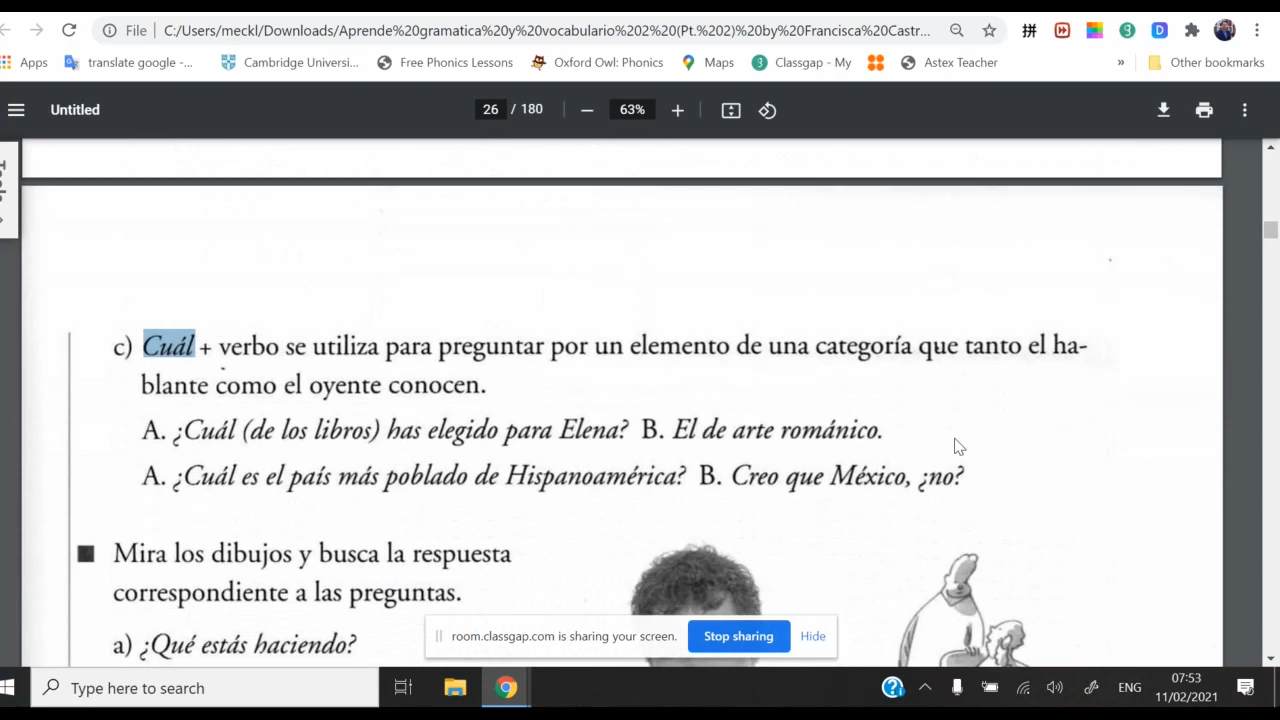 File
C:/Users/meckl/Downloads/Aprende%20gramatica%20y%20vocabulario%202%20(Pt.%202)%20by%20Francisca%20Castr...
Apps
translate google -...
Cambridge Universi...
Free Phonics Lessons
Oxford Owl: Phonics
Maps
Classgap - My
Astex Teacher
»
Other bookmarks
Untitled
26 / 180
63%
c) Cuál + verbo se utiliza para preguntar por un elemento de una categoría que tanto el ha-
blante como el oyente conocen.
A. ¿Cuál (de los libros) has elegido para Elena? B. El de arte románico.
A. ¿Cuál es el país más poblado de Hispanoamérica? B. Creo que México, ¿no?
Mira los dibujos y busca la respuesta
correspondiente a las preguntas.
a) ¿Qué estás haciendo?
room.classgap.com is sharing your screen.
Stop sharing
Hide
Type here to search
ENG
07:53
11/02/2021